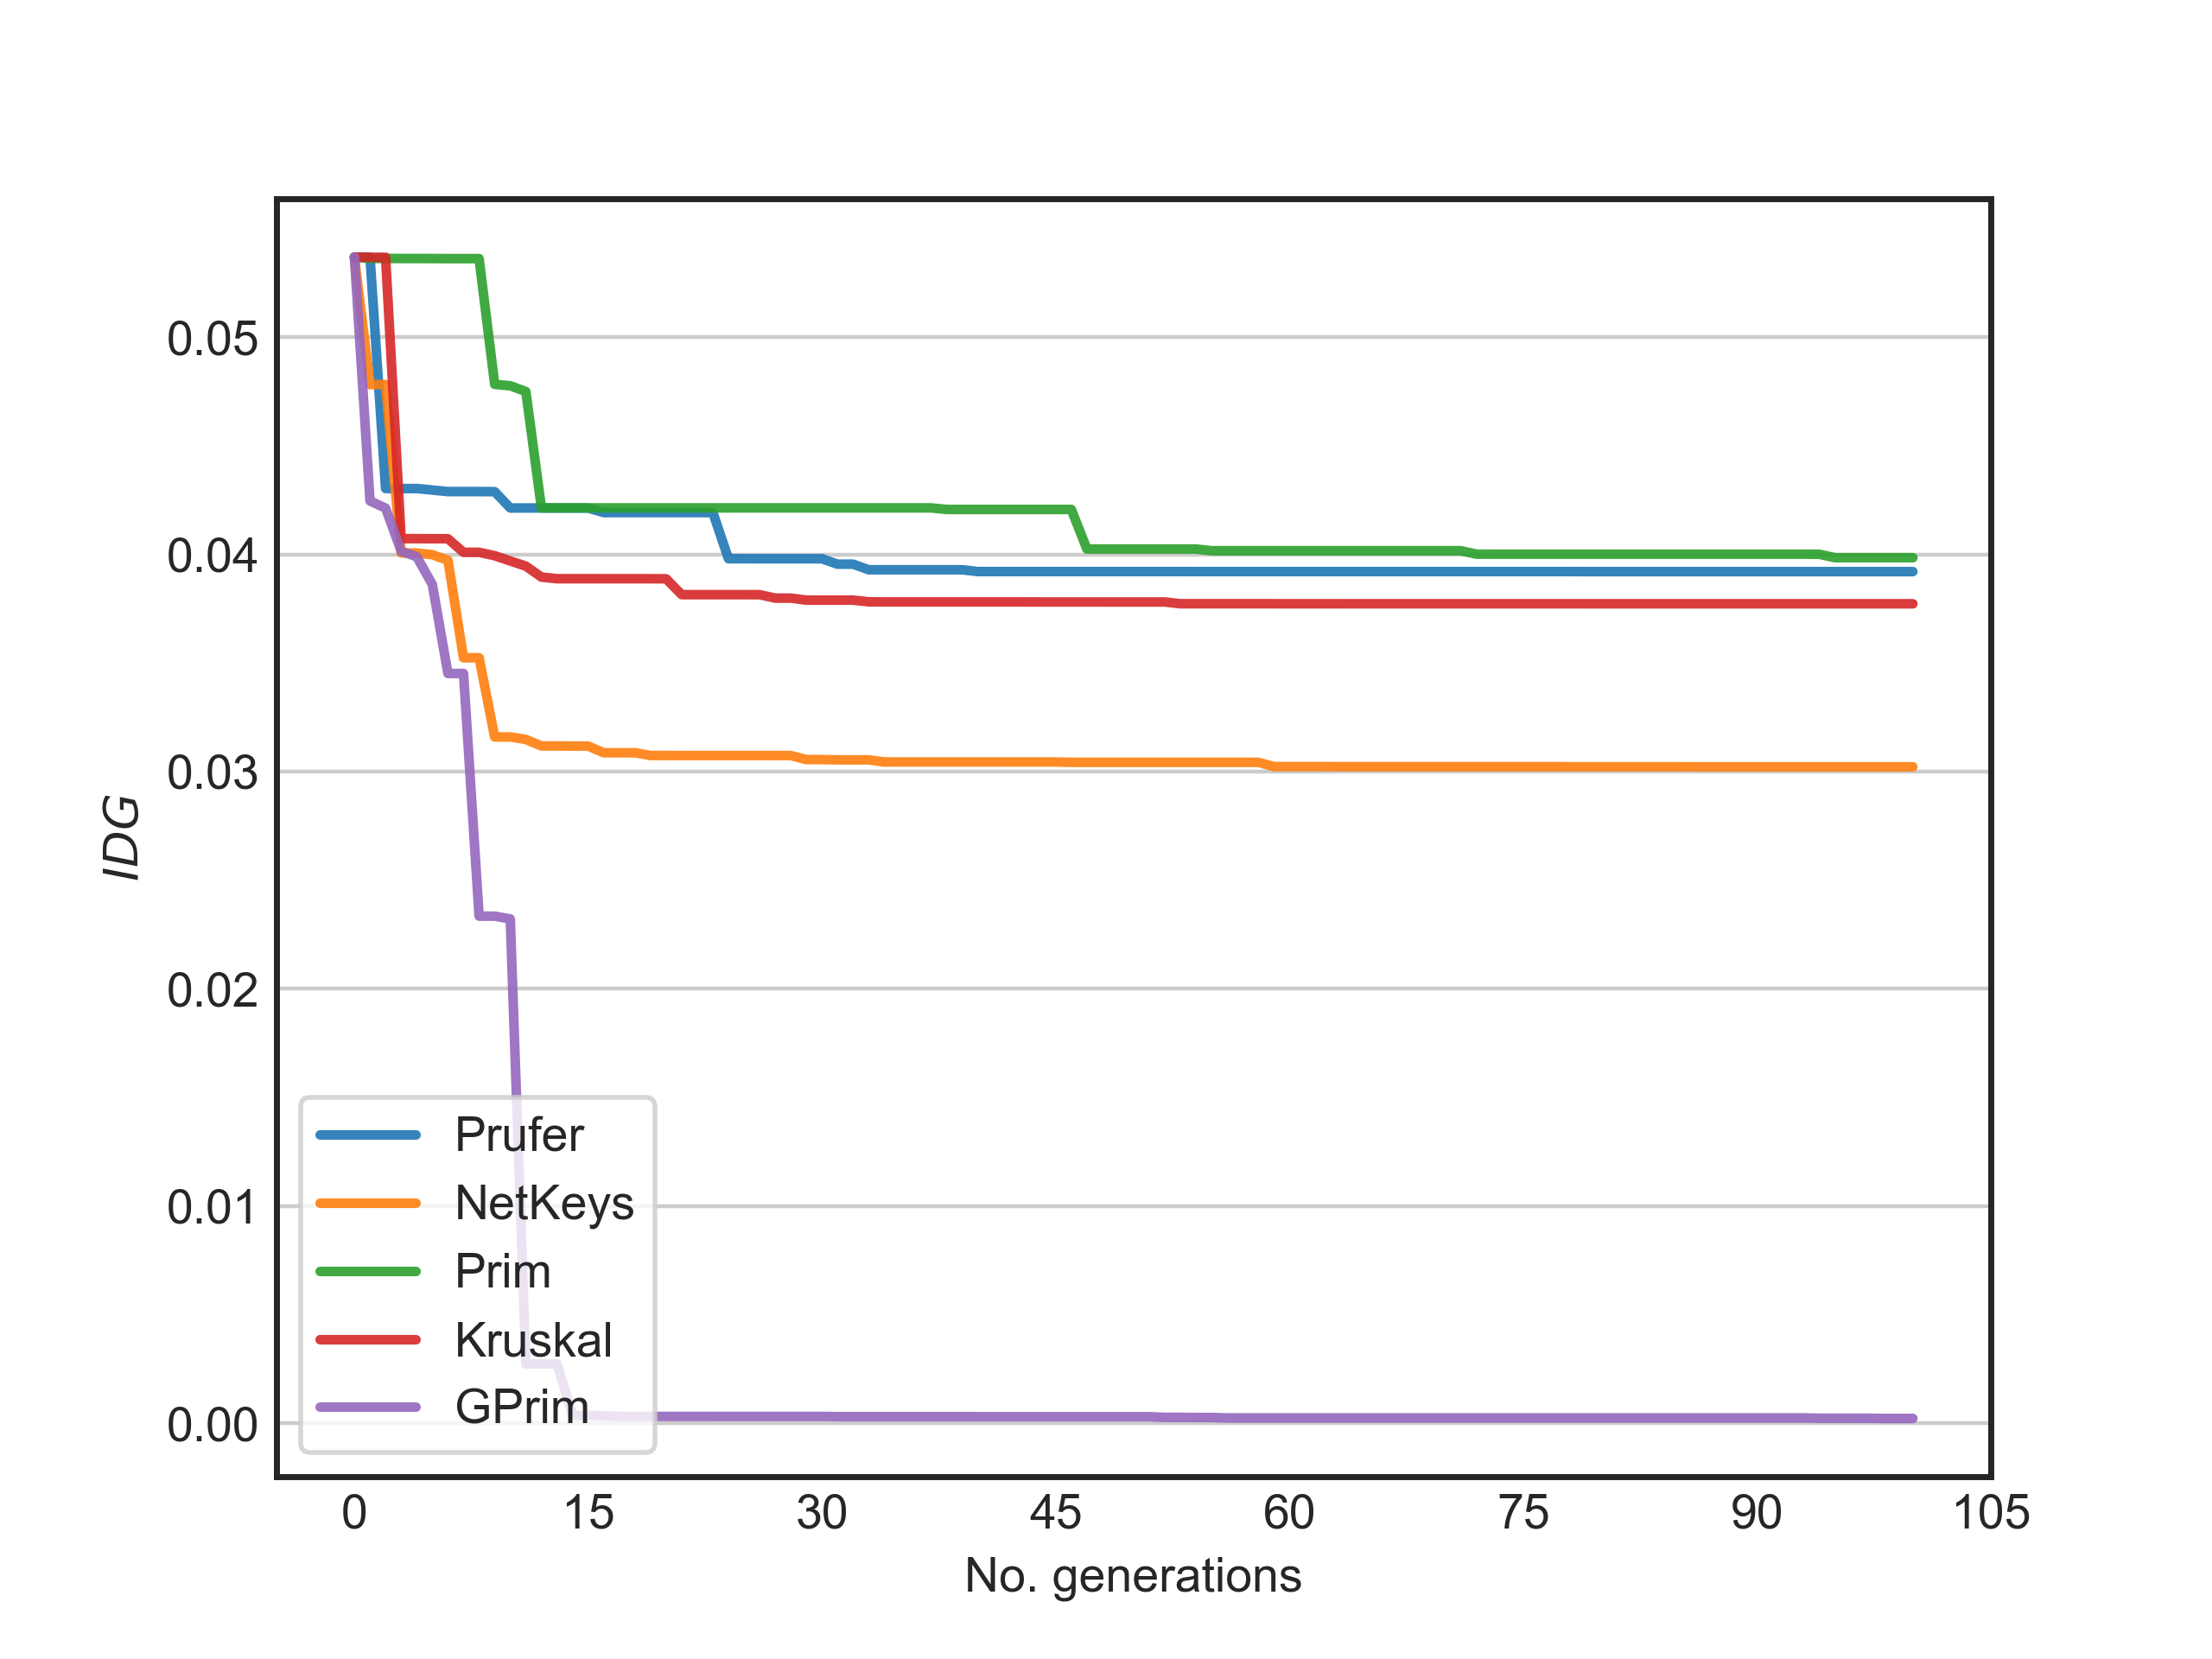 0.05
0.04
0.03
0.02
0.01
0.00
IDG
Prufer
NetKeys
Prim
Kruskal
GPrim
0 15 30 45 60 75 90 105
No. generations